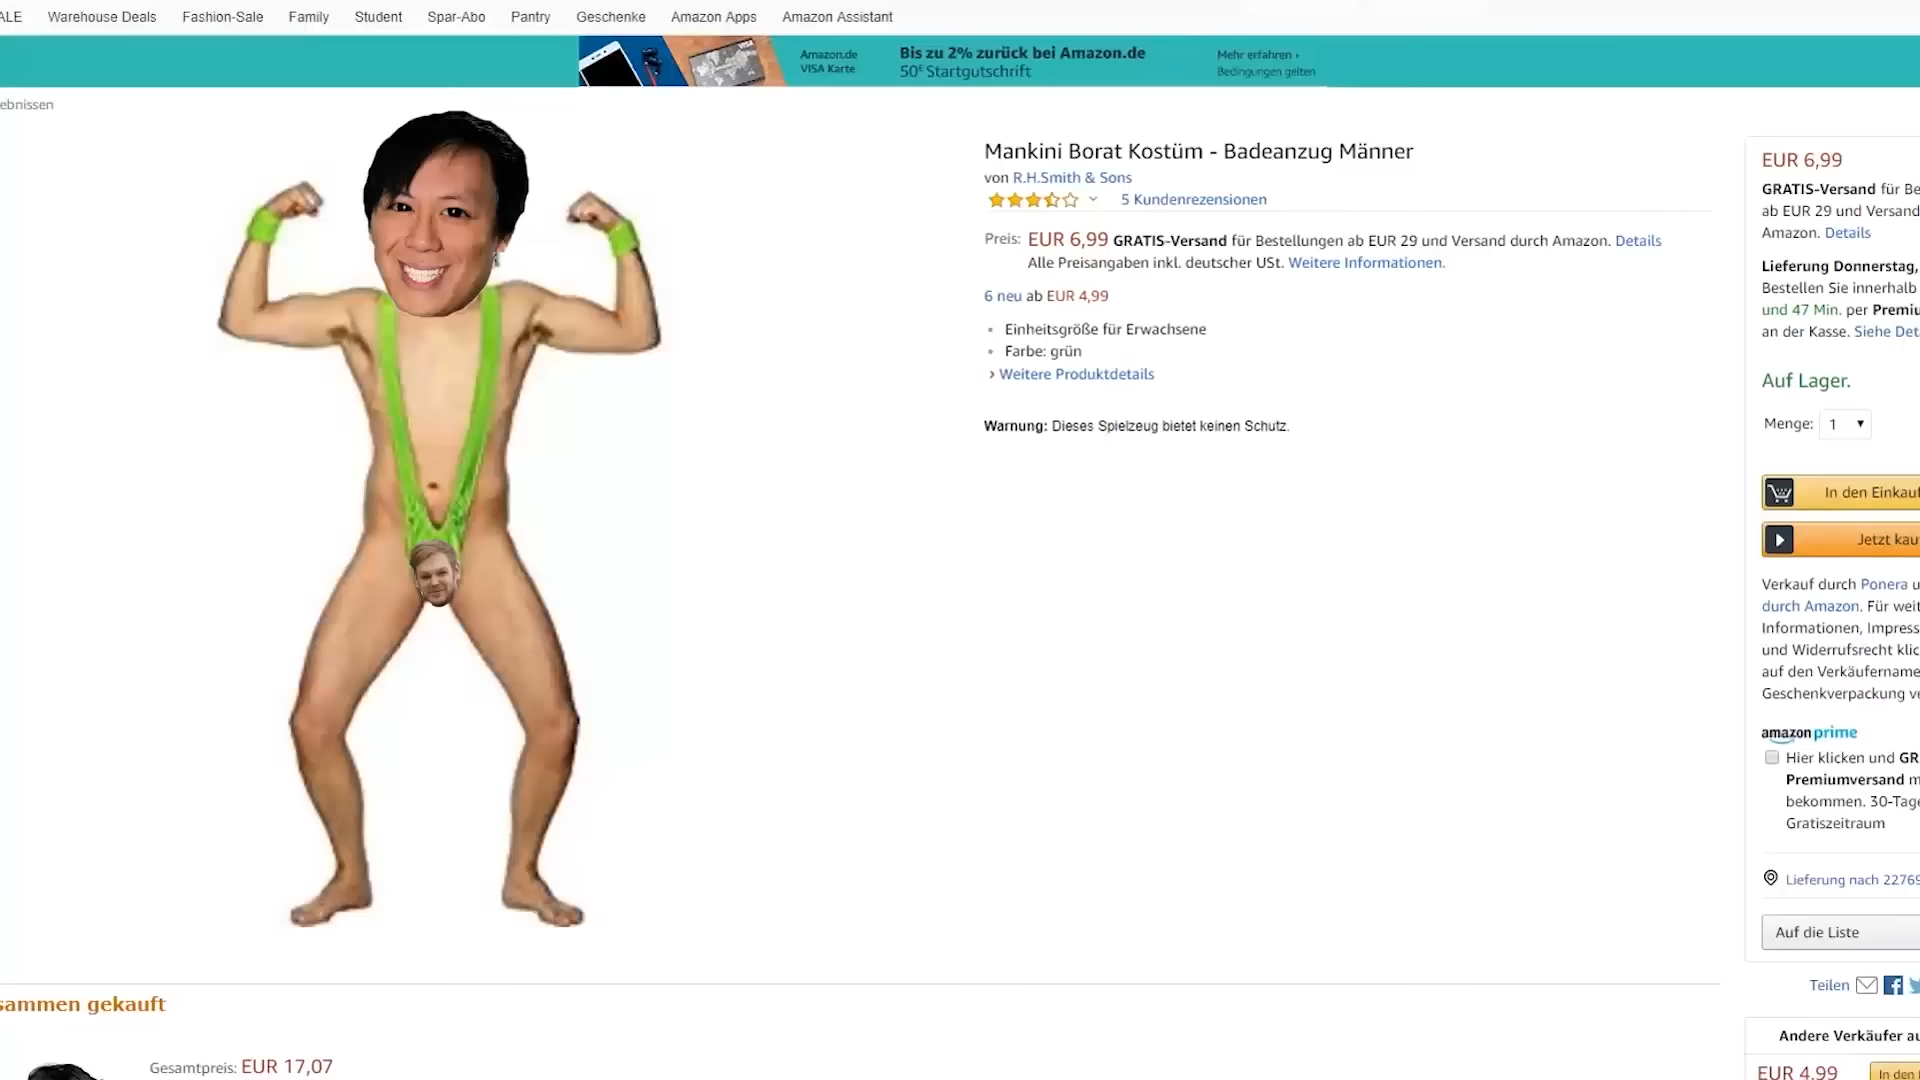 ALE Warehouse Deals Fashion-Sale Family Student Spar-Abo Pantry Geschenke Amazon Apps Amazon Assistant
Amazon.de
VISA Karte
Bis zu 2% zurück bei Amazon.de
50€ Startgutschrift
Mehr erfahren ›
Bedingungen gelten
VISA
ebnissen
Mankini Borat Kostüm - Badeanzug Männer
von R.H.Smith & Sons
5 Kundenrezensionen
Preis: EUR 6,99 GRATIS-Versand für Bestellungen ab EUR 29 und Versand durch Amazon. Details
Alle Preisangaben inkl. deutscher USt. Weitere Informationen.
6 neu ab EUR 4,99
Einheitsgröße für Erwachsene
Farbe: grün
› Weitere Produktdetails
Warnung: Dieses Spielzeug bietet keinen Schutz.
EUR 6,99
GRATIS-Versand für Be
ab EUR 29 und Versand
Amazon. Details
Lieferung Donnerstag,
Bestellen Sie innerhalb
und 47 Min. per Premiu
an der Kasse. Siehe Det
Auf Lager.
Menge: 1
In den Einkauf
Jetzt kau
Verkauf durch Ponera u
durch Amazon. Für weit
Informationen, Impress
und Widerrufsrecht klic
auf den Verkäufername
Geschenkverpackung ve
amazon prime
Hier klicken und GR
Premiumversand m
bekommen. 30-Tage
Gratiszeitraum
Lieferung nach 22769
Auf die Liste
Teilen
sammen gekauft
Gesamtpreis: EUR 17,07
Andere Verkäufer au
EUR 4,99
In den